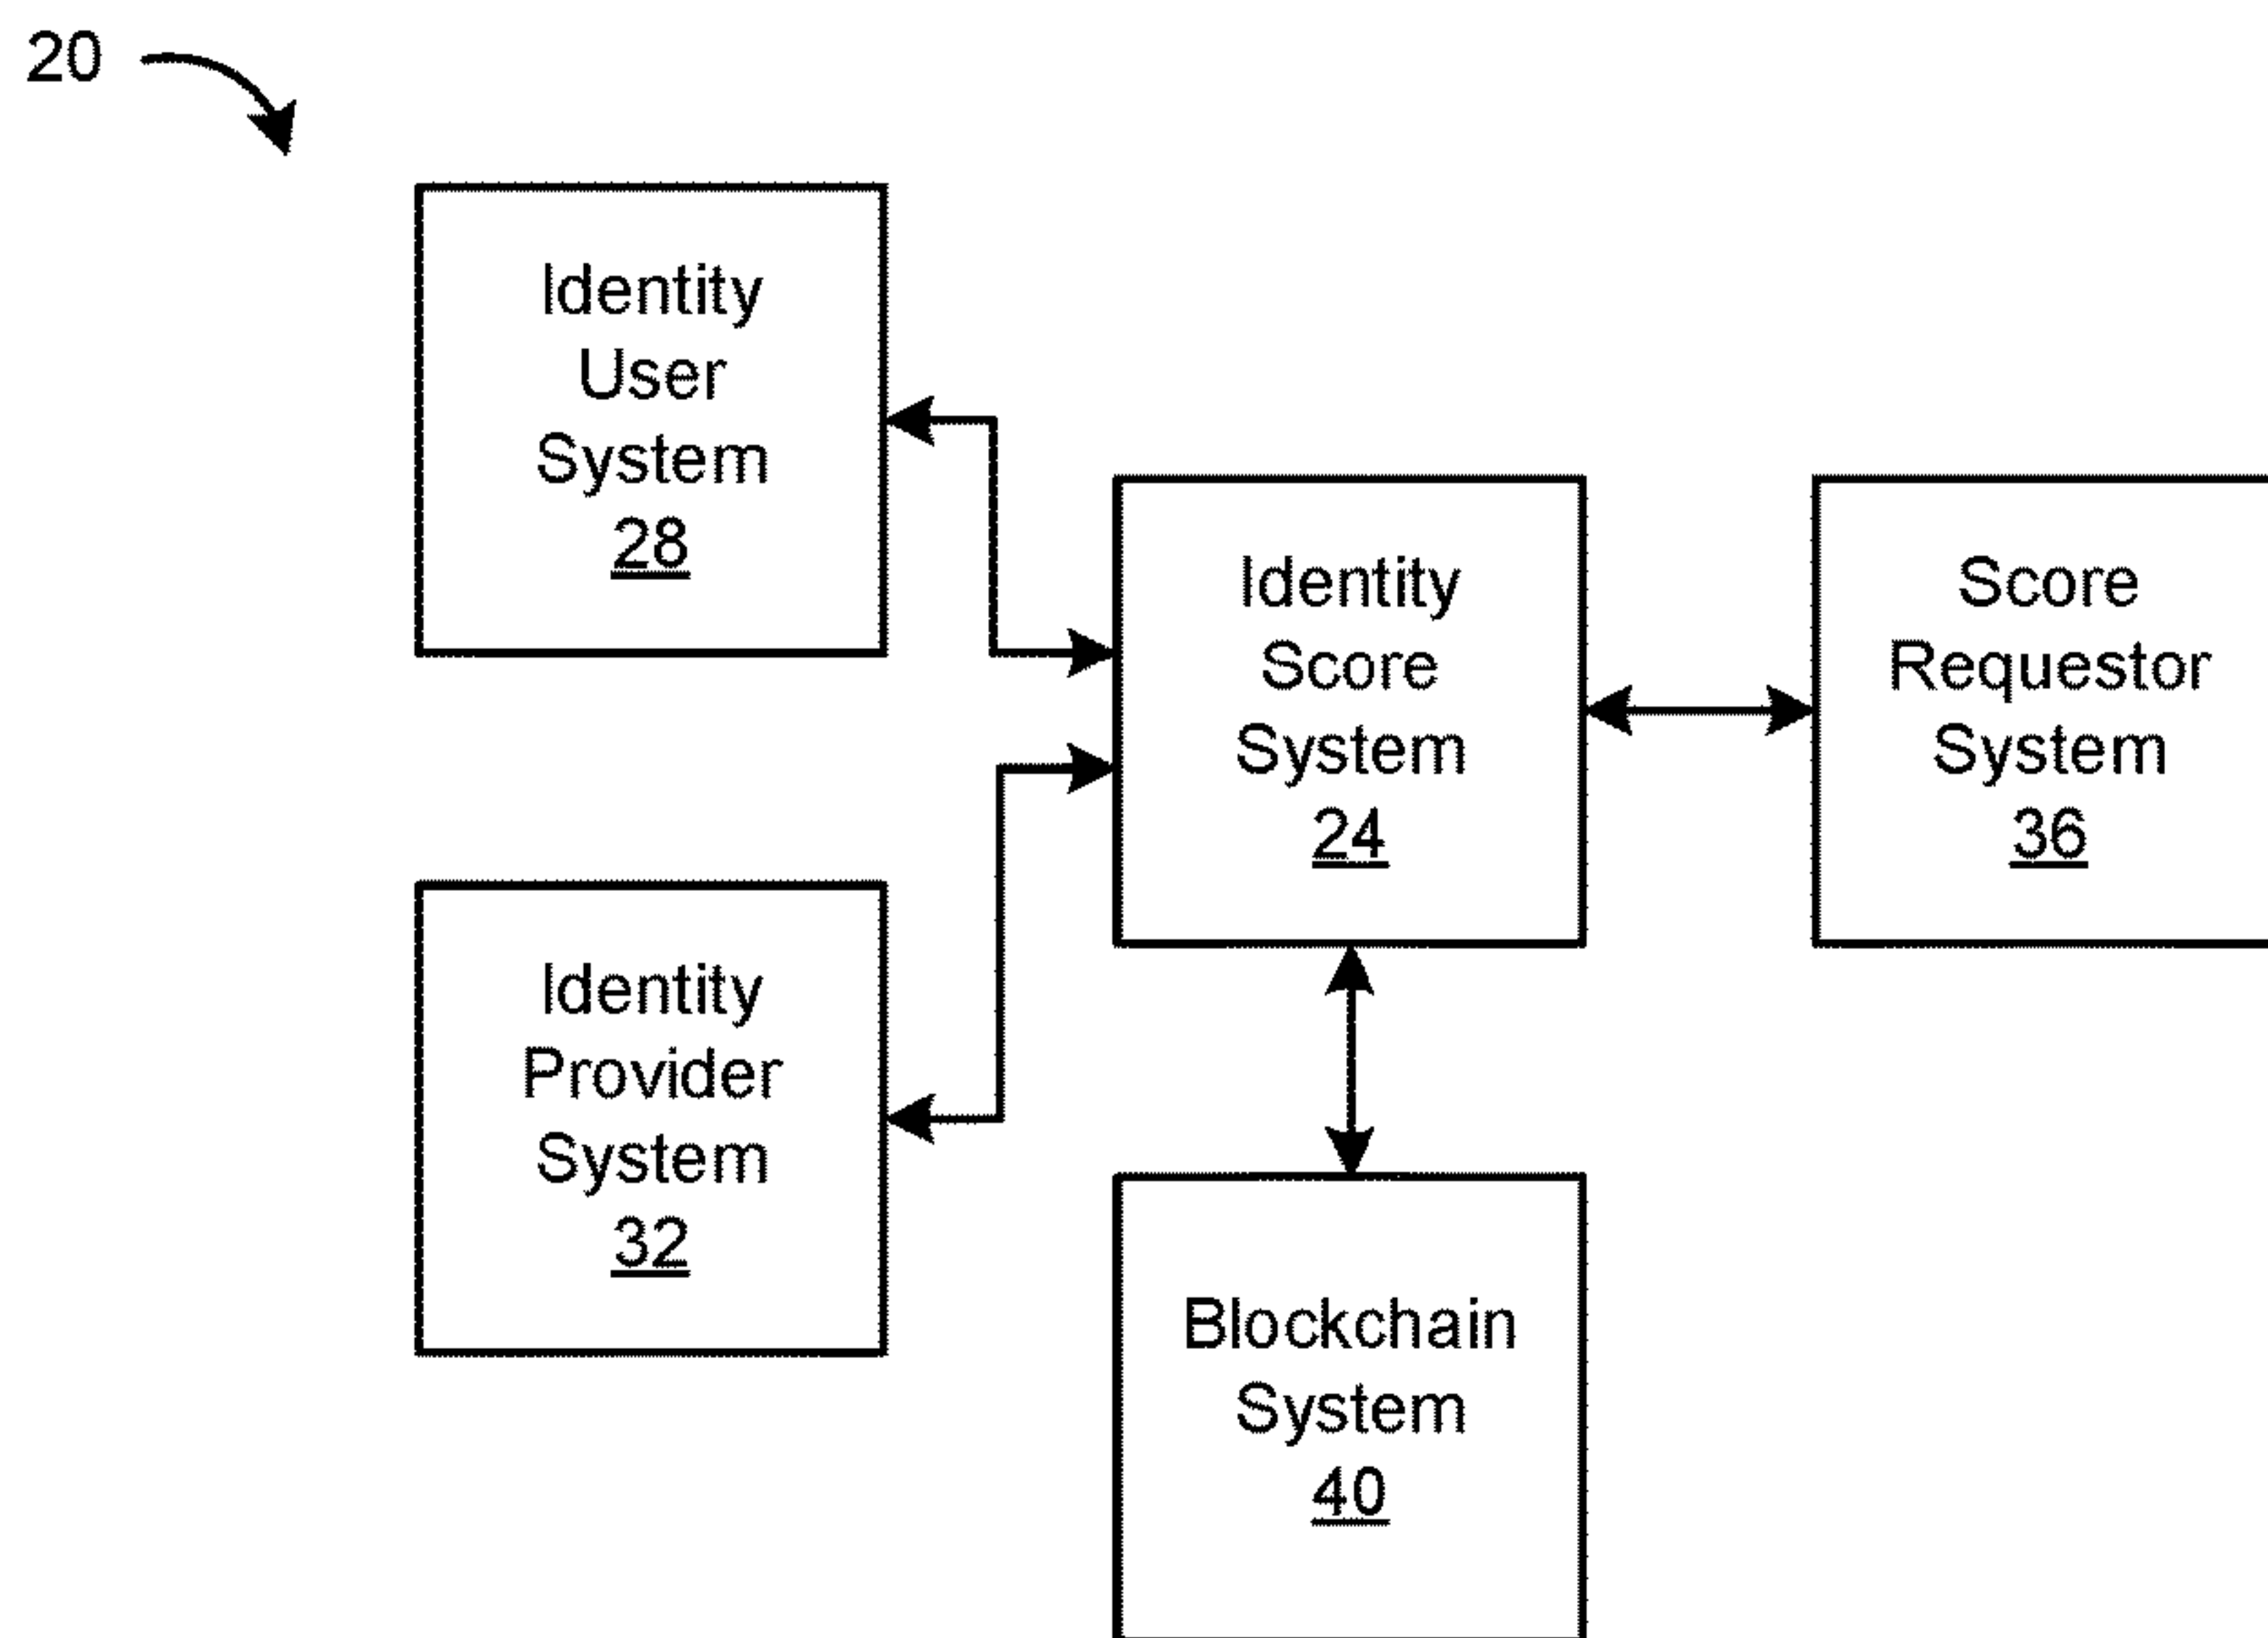 20
Identity
User
System
28
Identity
Score
System
24
Score
Requestor
System
36
Identity
Provider
System
32
Blockchain
System
40